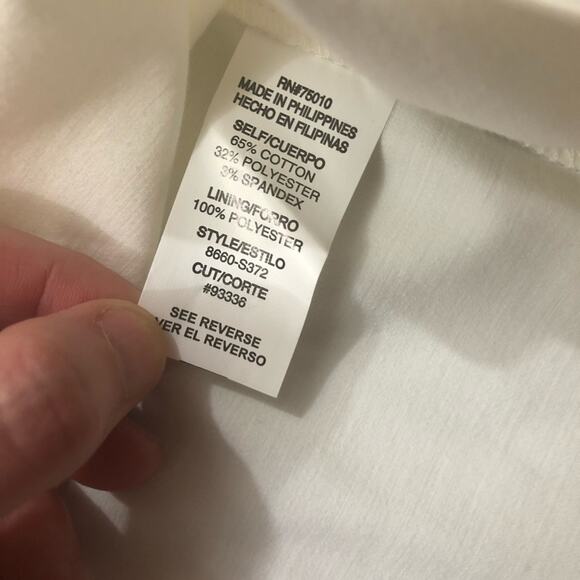 RN#75010
MADE IN PHILIPPINES
HECHO EN FILIPINAS
SELF/CUERPO
65% COTTON
32% POLYESTER
3% SPANDEX
LINING/FORRO
100% POLYESTER
STYLE/ESTILO
8660-S372
CUT/CORTE
#93336
SEE REVERSE
VER EL REVERSO